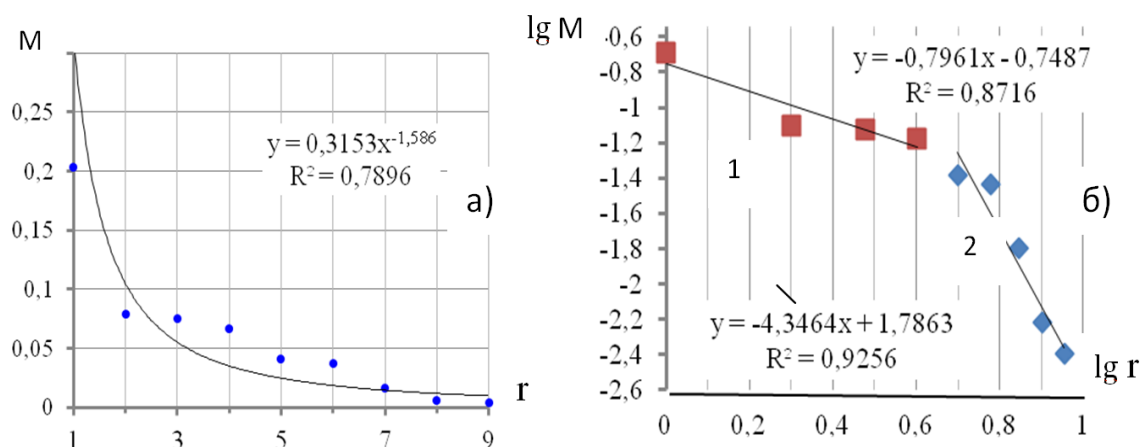 M
0,25
0,2
0,15
0,1
0,05
0
1
3
5
7
9
r
y = 0,3153x^-1,586
R² = 0,7896
а)
lg M
-0,6
-0,8
-1
-1,2
-1,4
-1,6
-1,8
-2
-2,2
-2,4
-2,6
0
0,2
0,4
0,6
0,8
1
lg r
y = -0,7961x - 0,7487
R² = 0,8716
1
б)
2
y = -4,3464x + 1,7863
R² = 0,9256